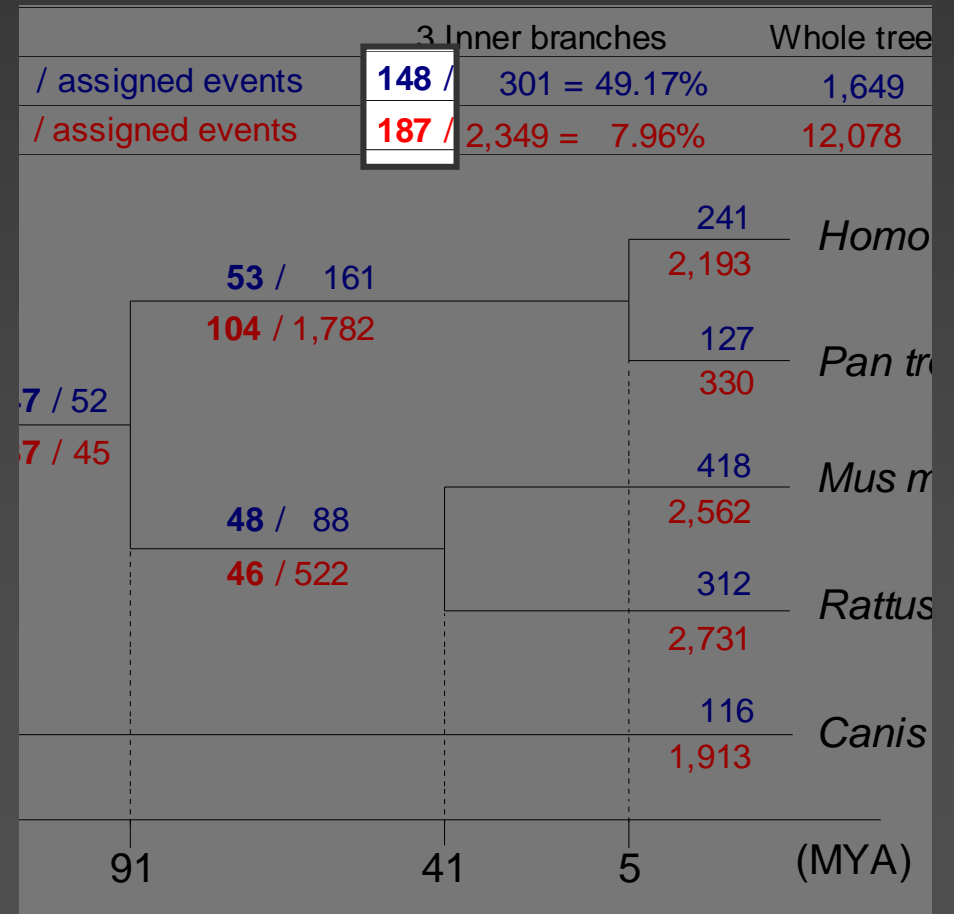 3 Inner branches Whole tree
/ assigned events 148 / 301 = 49.17% 1,649
/ assigned events 187 / 2,349 = 7.96% 12,078
241
Homo
2,193
53 / 161
104 / 1,782
127
Pan
330
7 / 52
7 / 45
418
Mus
2,562
48 / 88
46 / 522
312
Rattus
2,731
116
Canis
1,913
91 41 5 (MYA)